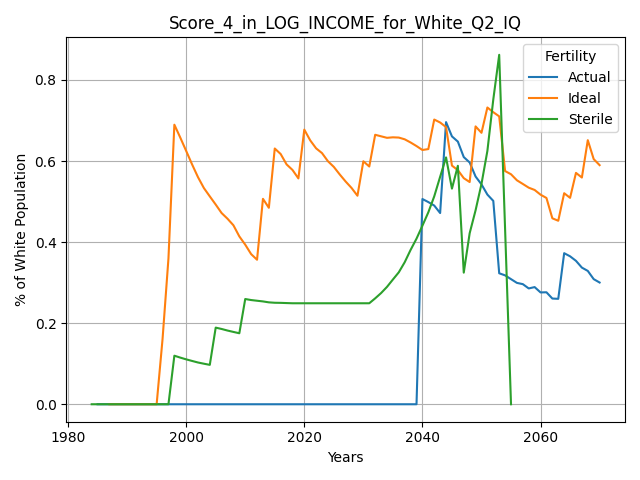 Score_4_in_LOG_INCOME_for_White_Q2_IQ
Fertility
Actual
Ideal
Sterile
% of White Population
0.8
0.6
0.4
0.2
0.0
1980
2000
2020
2040
2060
Years